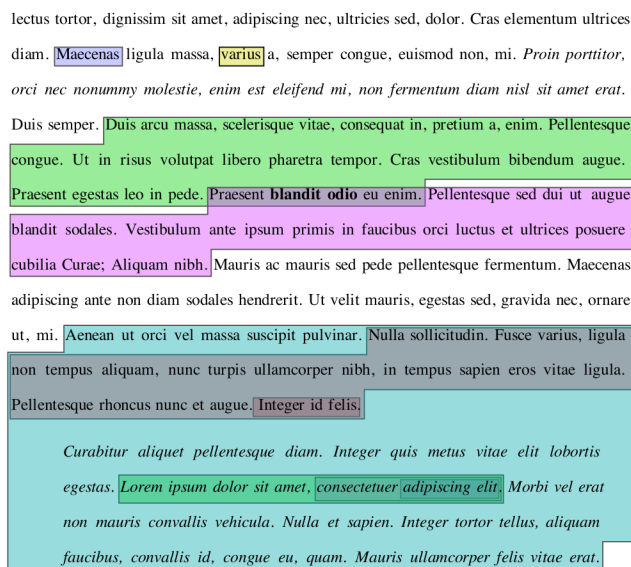 lectus tortor, dignissim sit amet, adipiscing nec, ultricies sed, dolor. Cras elementum ultrices
diam. Maecenas ligula massa, varius a, semper congue, euismod non, mi. Proin porttitor,
orci nec nonummy molestie, enim est eleifend mi, non fermentum diam nisl sit amet erat.
Duis semper. Duis arcu massa, scelerisque vitae, consequat in, pretium a, enim. Pellentesque
congue. Ut in risus volutpat libero pharetra tempor. Cras vestibulum bibendum augue.
Praesent egestas leo in pede. Praesent blandit odio eu enim. Pellentesque sed dui ut augue
blandit sodales. Vestibulum ante ipsum primis in faucibus orci luctus et ultrices posuere
cubilia Curae; Aliquam nibh. Mauris ac mauris sed pede pellentesque fermentum. Maecenas
adipiscing ante non diam sodales hendrerit. Ut velit mauris, egestas sed, gravida nec, ornare
ut, mi. Aenean ut orci vel massa suscipit pulvinar. Nulla sollicitudin. Fusce varius, ligula
non tempus aliquam, nunc turpis ullamcorper nibh, in tempus sapien eros vitae ligula.
Pellentesque rhoncus nunc et augue. Integer id felis.
Curabitur aliquet pellentesque diam. Integer quis metus vitae elit lobortis
egestas. Lorem ipsum dolor sit amet, consectetuer adipiscing elit. Morbi vel erat
non mauris convallis vehicula. Nulla et sapien. Integer tortor tellus, aliquam
faucibus, convallis id, congue eu, quam. Mauris ullamcorper felis vitae erat.